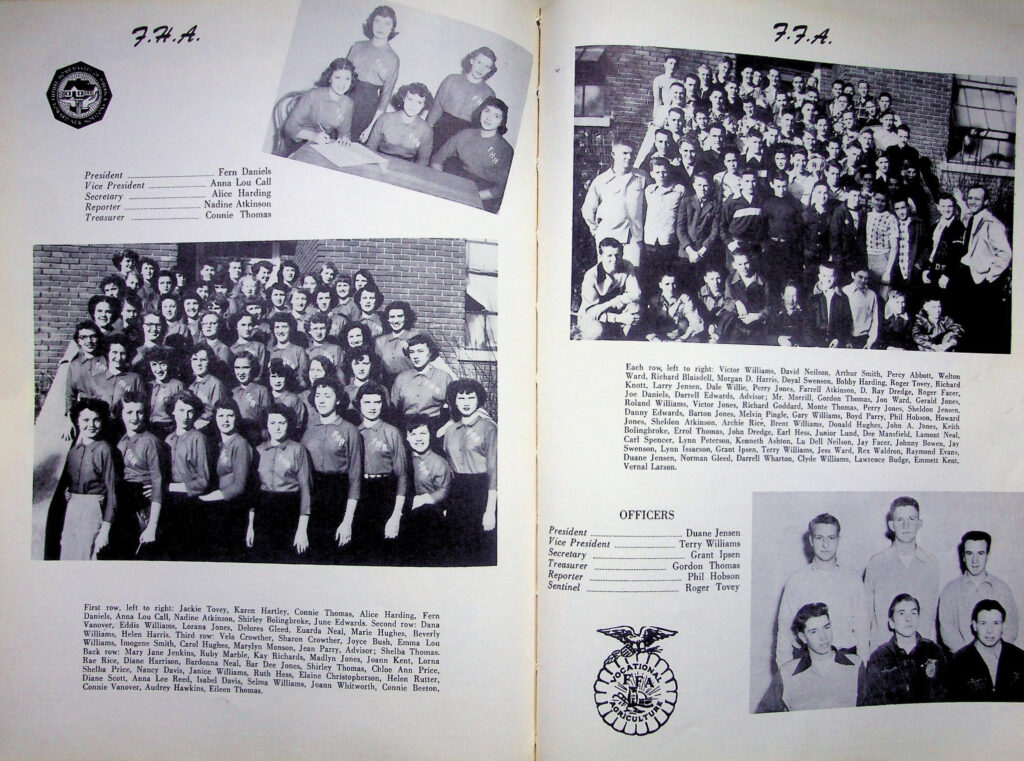 F.H.A.
President Fern Daniels
Vice President Anna Lou Call
Secretary Alice Harding
Reporter Nadine Atkinson
Treasurer Connie Thomas
FHA
First row, left to right: Jackie Tovey, Karen Hartley, Connie Thomas, Alice Harding, Fern
Daniels, Anna Lou Call, Nadine Atkinson, Shirley Bolingbroke, June Edwards. Second row: Dana
Vanover, Eddis Williams, Lorana Jones, Delores Gleed, Euarda Neal, Marie Hughes, Beverly
Williams, Helen Harris. Third row: Vela Crowther, Sharon Crowther, Joyce Bush, Emma Lou
Williams, Imogene Smith, Carol Hughes, Marylyn Monson, Jean Parry, Advisor; Shelba Thomas.
Back row: Mary Jane Jenkins, Ruby Marble, Kay Richards, Madlyn Jones, Joann Kent, Lorna
Rae Rice, Diane Harrison, Bardonna Neal, Bar Dee Jones, Shirley Thomas, Chloe Ann Price,
Shelba Price, Nancy Davis, Janice Williams, Ruth Hess, Elaine Christopherson, Helen Rutter,
Diane Scott, Anna Lee Reed, Isabel Davis, Selma Williams, Joann Whitworth, Connie Beeton,
Connie Vanover, Audrey Hawkins, Eileen Thomas.
F.F.A.
Each row, left to right: Victor Williams, David Neilson, Arthur Smith, Percy Abbott, Welton
Ward, Richard Blaisdell, Morgan D. Harris, Doyal Swenson, Bobby Harding, Roger Tovey, Richard
Knott, Larry Jensen, Dale Willie, Perry Jones, Farrell Atkinson, D. Ray Dredge, Roger Facer,
Joe Daniels, Darrell Edwards, Advisor; Mr. Morrill, Gordon Thomas, Jon Ward, Gerald Jones,
Roland Williams, Victor Jones, Richard Goddard, Monte Thomas, Perry Jones, Sheldon Jensen,
Danny Edwards, Barton Jones, Melvin Pingle, Gary Williams, Boyd Parry, Phil Hobson, Howard
Jones, Sheldon Atkinson, Archie Rice, Brent Williams, Donald Hughes, John A. Jones, Keith
Bolingbroke, Errol Thomas, John Dredge, Earl Hess, Junior Lund, Dee Mansfield, Lamont Neal,
Carl Spencer, Lynn Peterson, Kenneth Ashton, Lu Dell Neilson, Jay Facer, Johnny Bowen, Jay
Swenson, Lynn Issacson, Grant Ipsen, Terry Williams, Jess Ward, Rex Waldron, Raymond Evans,
Duane Jensen, Norman Gleed, Darrell Wharton, Clyde Williams, Lawrence Budge, Emmett Kent,
Vernal Larson.
OFFICERS
President Duane Jensen
Vice President Terry Williams
Secretary Grant Ipsen
Treasurer Gordon Thomas
Reporter Phil Hobson
Sentinel Roger Tovey
VOCATIONAL
FFA
AGRICULTURE